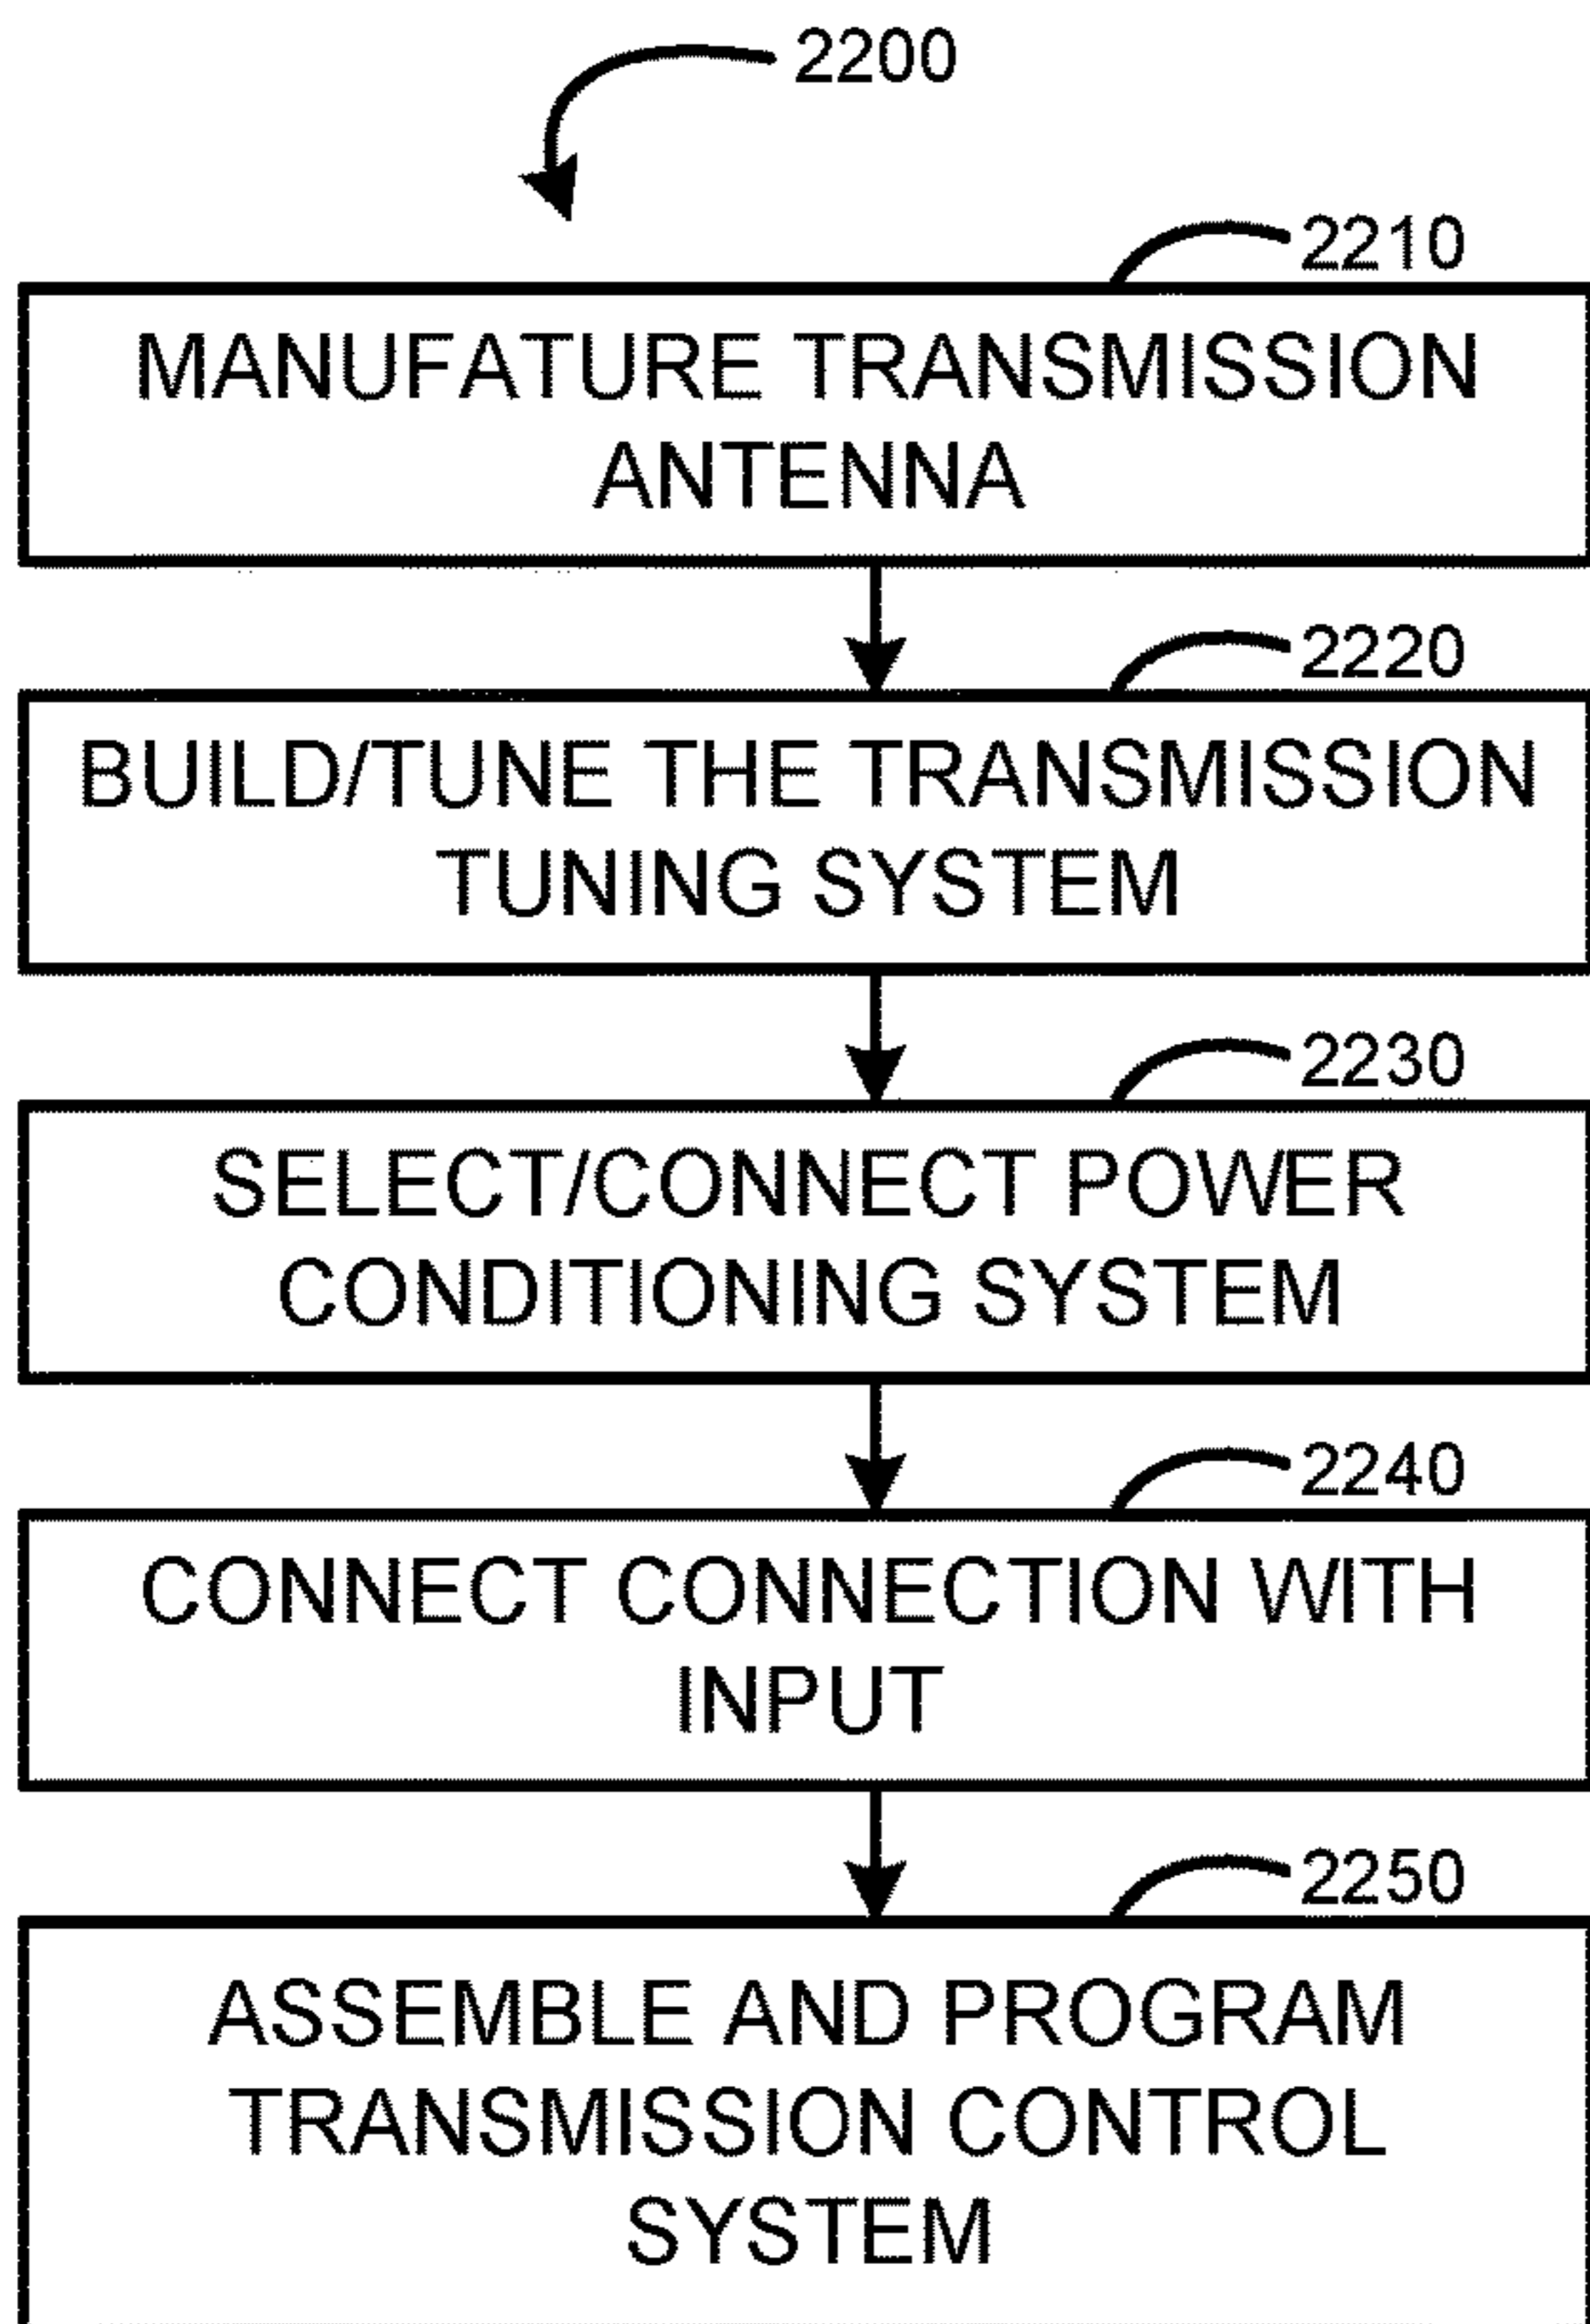 2200
2210
MANUFATURE TRANSMISSION
ANTENNA
2220
BUILD/TUNE THE TRANSMISSION
TUNING SYSTEM
2230
SELECT/CONNECT POWER
CONDITIONING SYSTEM
2240
CONNECT CONNECTION WITH
INPUT
2250
ASSEMBLE AND PROGRAM
TRANSMISSION CONTROL
SYSTEM